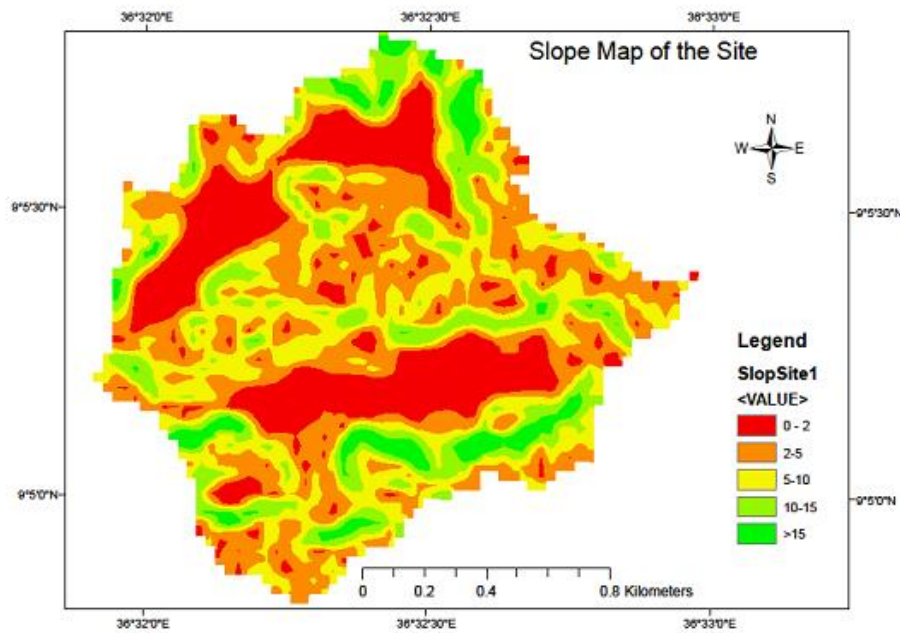 36°32'0"E 36°32'30"E 36°33'0"E
Slope Map of the Site
N
W E
S
9°5'30"N 9°5'30"N
Legend
SlopSite1
<VALUE>
0 - 2
2-5
5-10
10-15
>15
9°5'0"N 9°5'0"N
0 0.2 0.4 0.8 Kilometers
36°32'0"E 36°32'30"E 36°33'0"E